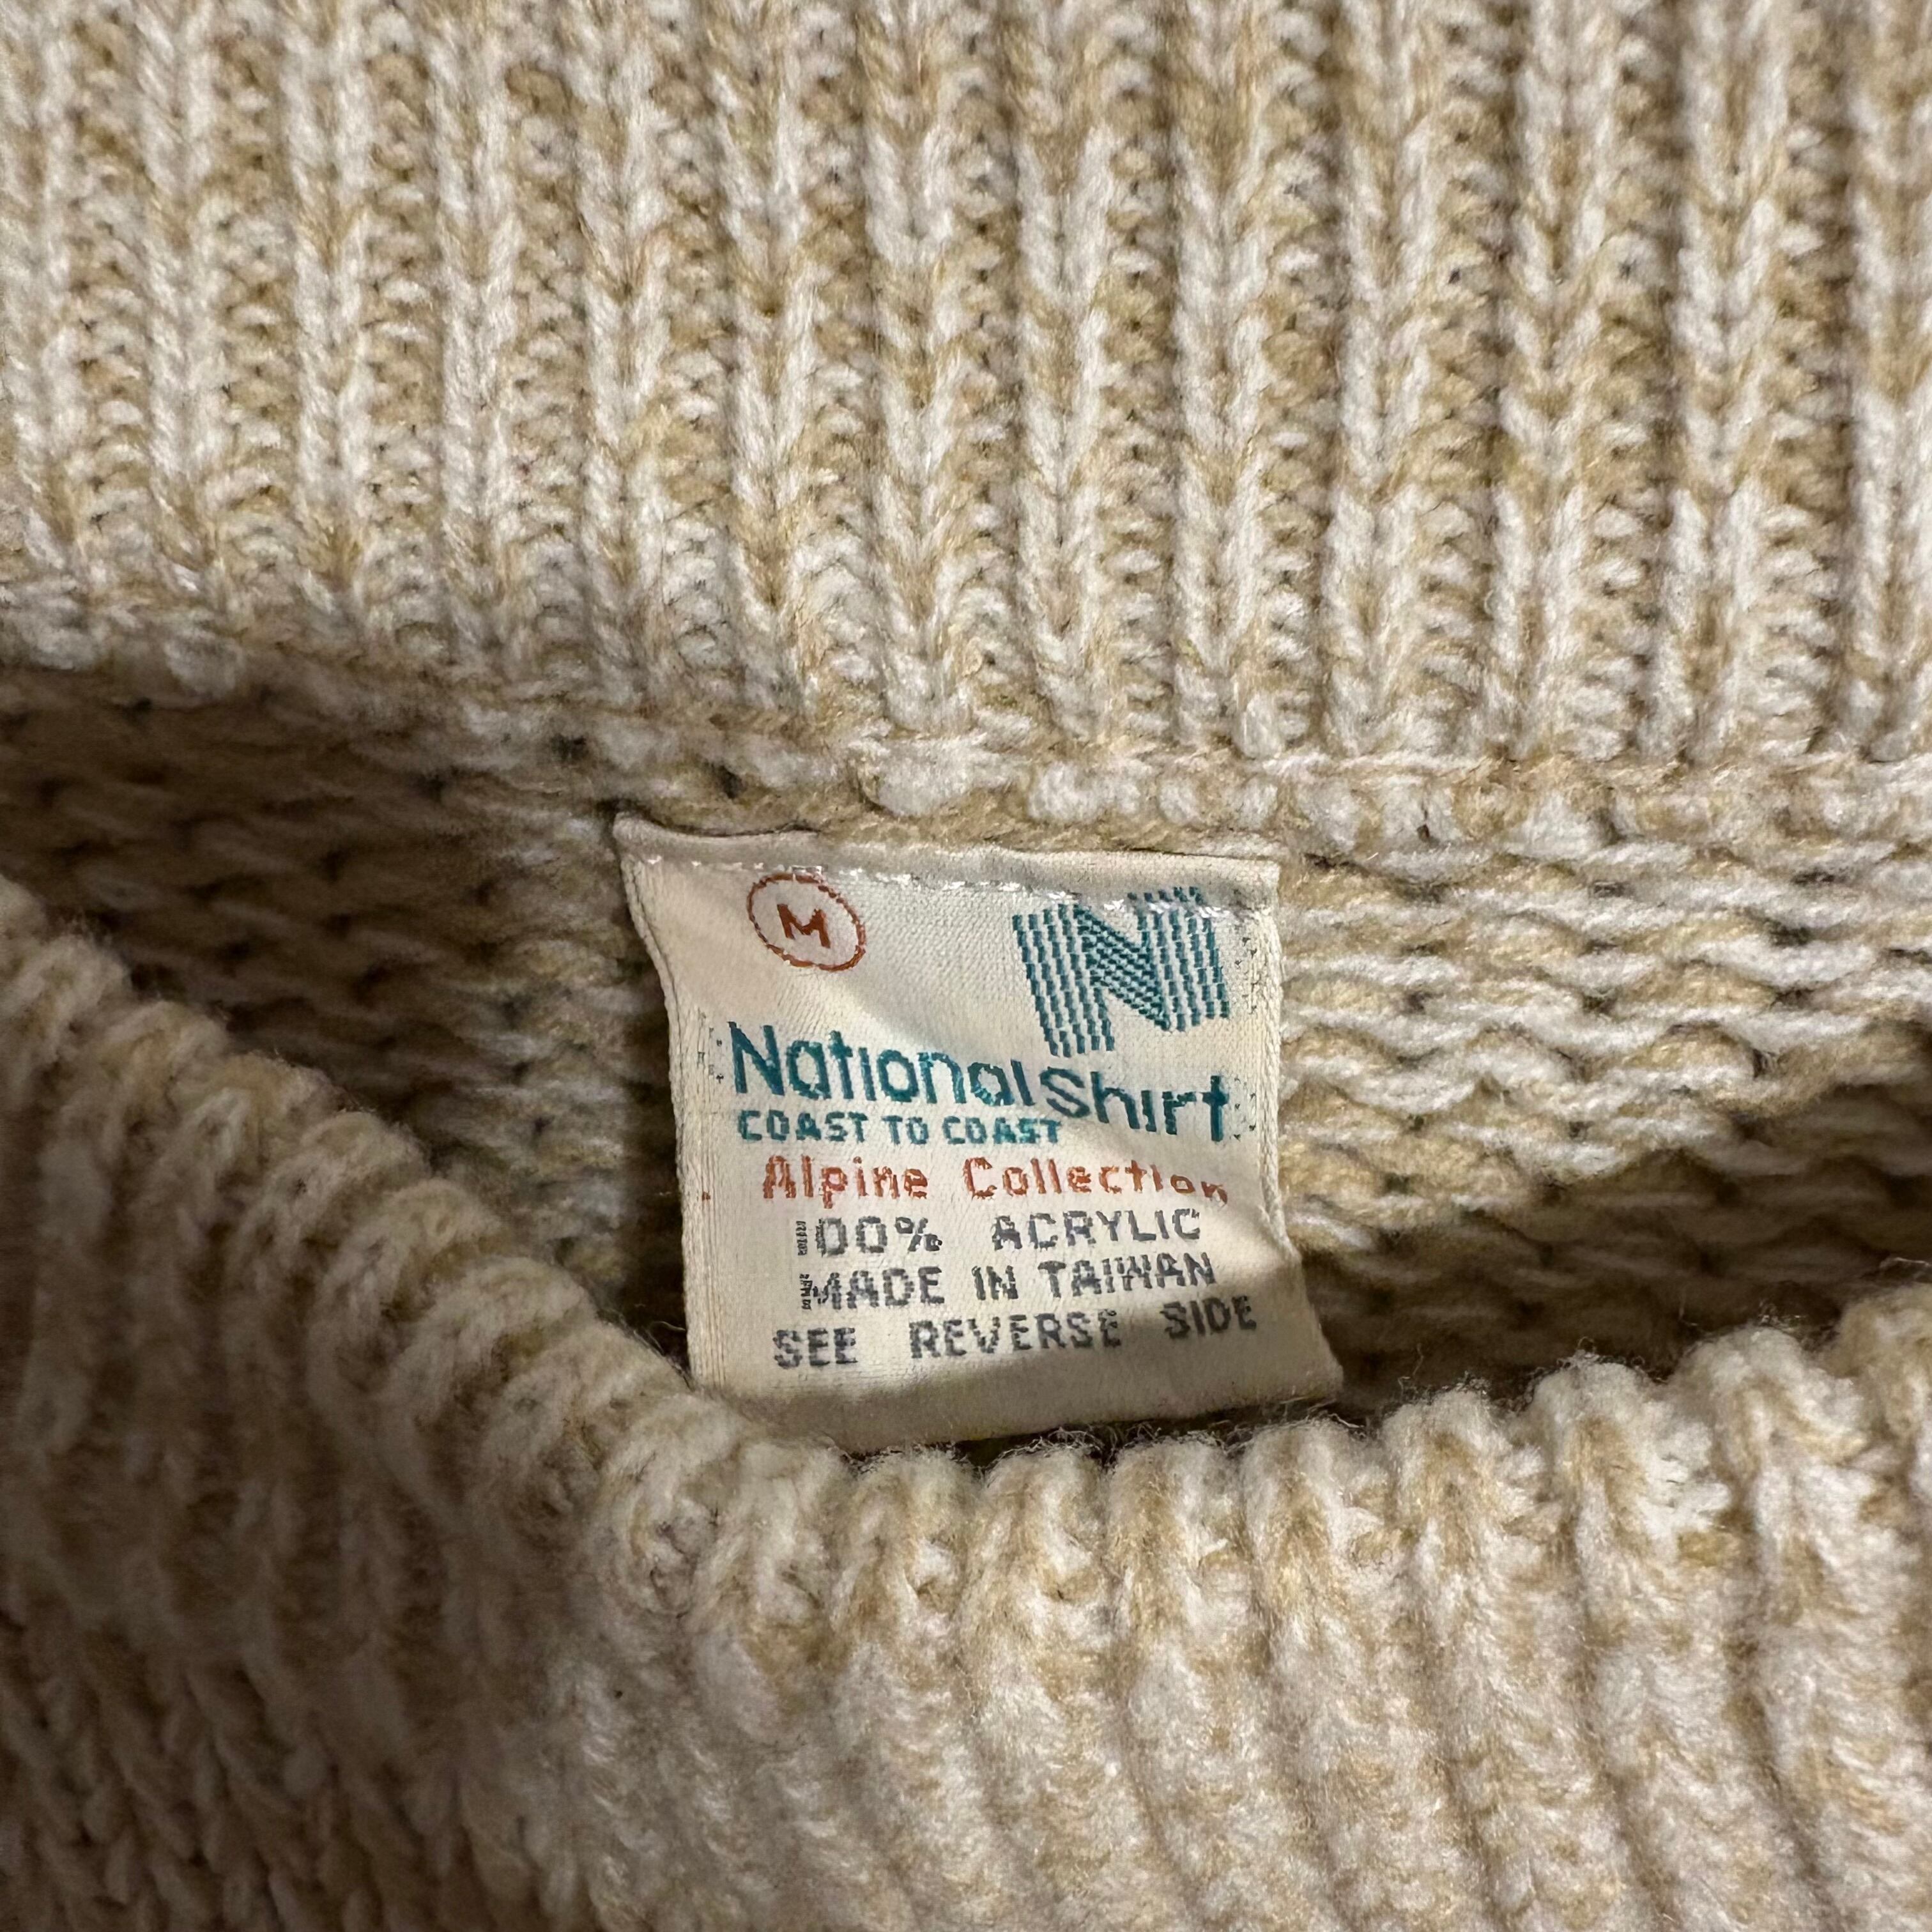 M
N
NationalShirt
COAST TO COAST
Alpine Collection
100% ACRYLIC
MADE IN TAIWAN
SEE REVERSE SIDE